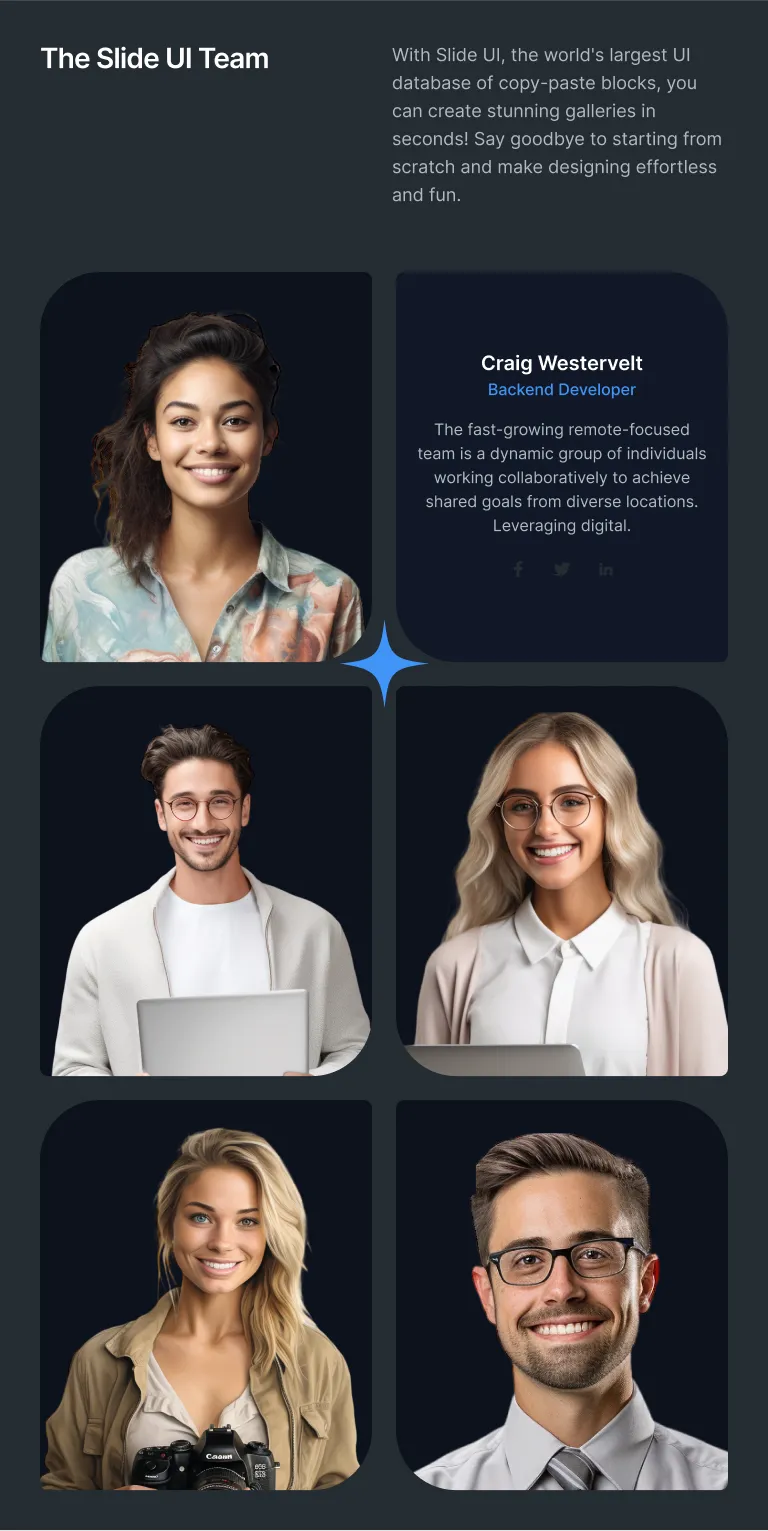 The Slide UI Team
With Slide UI, the world's largest UI
database of copy-paste blocks, you
can create stunning galleries in
seconds! Say goodbye to starting from
scratch and make designing effortless
and fun.
Craig Westervelt
Backend Developer
The fast-growing remote-focused
team is a dynamic group of individuals
working collaboratively to achieve
shared goals from diverse locations.
Leveraging digital.
Canon
EOS